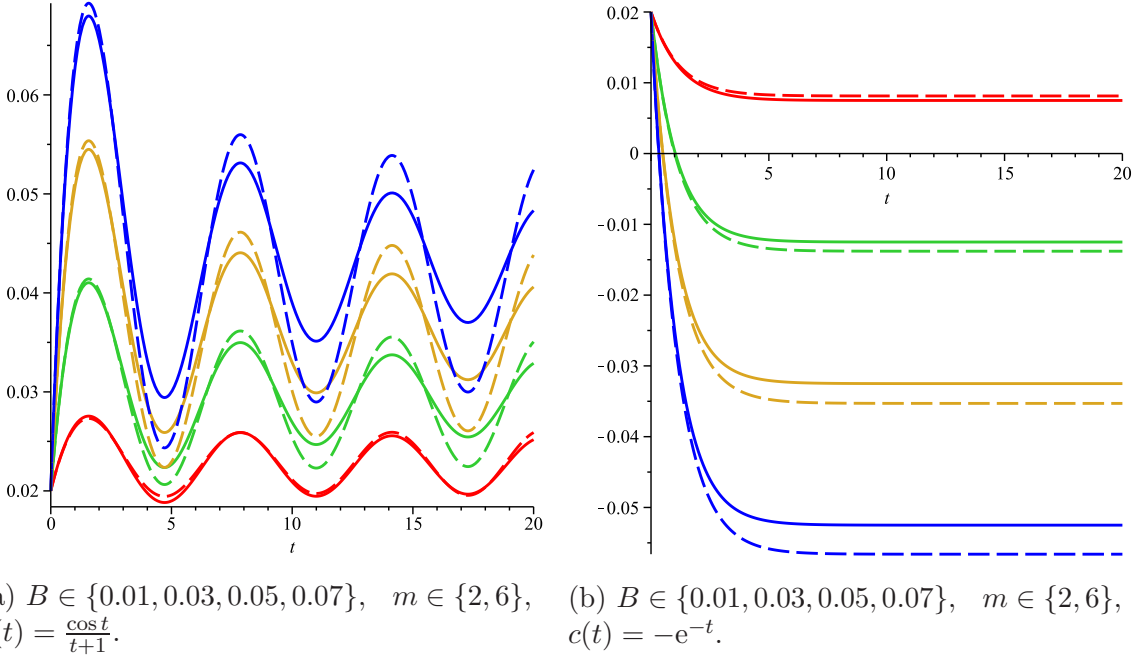 0.06
0.05
0.04
0.03
0.02
0 5 10 15 20
t
0.02
0.01
0
-0.01
-0.02
-0.03
-0.04
-0.05
5 10 15 20
t
) B ∈ {0.01, 0.03, 0.05, 0.07}, m ∈ {2, 6},
(t) = cos t / t+1.
(b) B ∈ {0.01, 0.03, 0.05, 0.07}, m ∈ {2, 6},
c(t) = −e^{−t}.